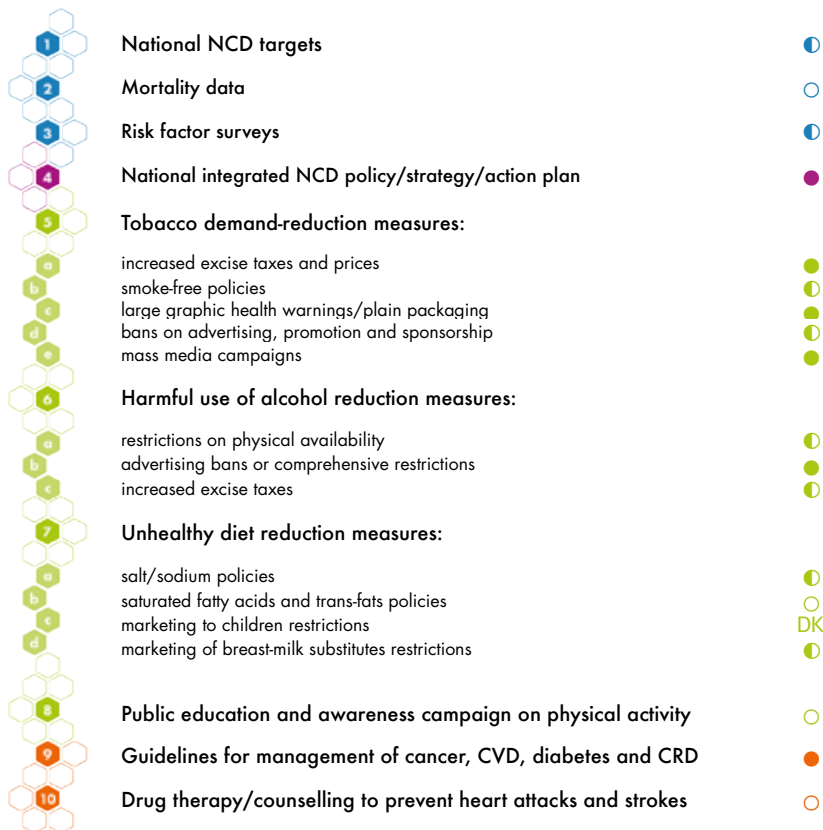 1 National NCD targets
2 Mortality data
3 Risk factor surveys
4 National integrated NCD policy/strategy/action plan
5 Tobacco demand-reduction measures:
a increased excise taxes and prices
b smoke-free policies
c large graphic health warnings/plain packaging
d bans on advertising, promotion and sponsorship
e mass media campaigns
6 Harmful use of alcohol reduction measures:
a restrictions on physical availability
b advertising bans or comprehensive restrictions
c increased excise taxes
7 Unhealthy diet reduction measures:
a salt/sodium policies
b saturated fatty acids and trans-fats policies
c marketing to children restrictions DK
d marketing of breast-milk substitutes restrictions
8 Public education and awareness campaign on physical activity
9 Guidelines for management of cancer, CVD, diabetes and CRD
10 Drug therapy/counselling to prevent heart attacks and strokes